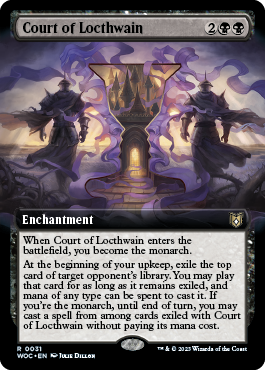 Court of Locthwain 2
Enchantment
When Court of Locthwain enters the
battlefield, you become the monarch.
At the beginning of your upkeep, exile the top
card of target opponent's library. You may play
that card for as long as it remains exiled, and
mana of any type can be spent to cast it. If
you're the monarch, until end of turn, you may
cast a spell from among cards exiled with Court
of Locthwain without paying its mana cost.
R 0031
WOC • EN Julie Dillon
™ & © 2023 Wizards of the Coast